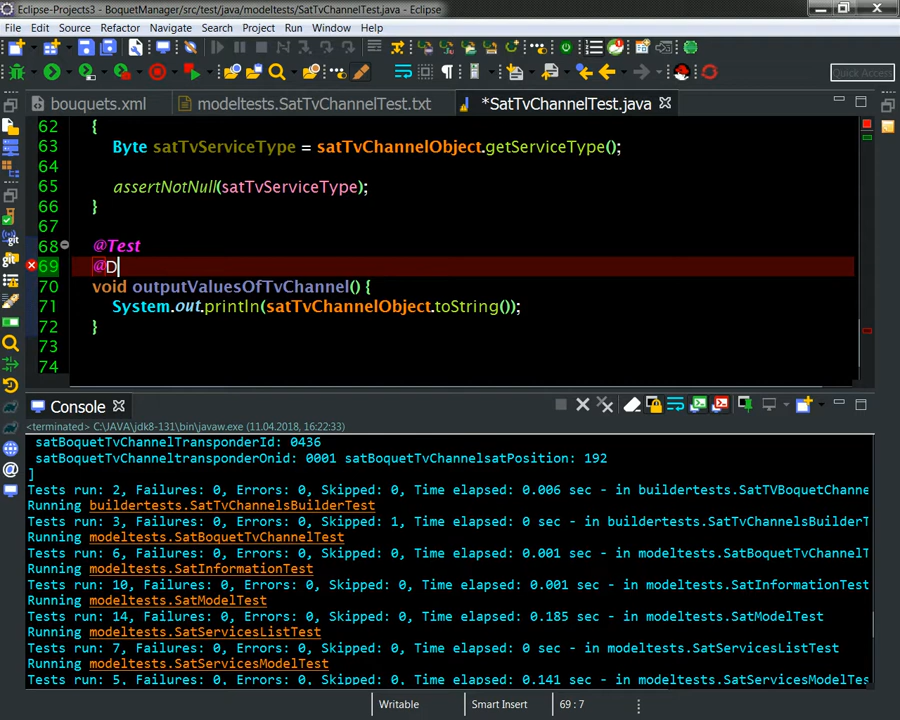 Eclipse-Projects3 - BoquetManager/src/test/java/modeltests/SatTvChannelTest.java - Eclipse
File Edit Source Refactor Navigate Search Project Run Window Help
Quick Access
bouquets.xml modeltests.SatTvChannelTest.txt *SatTvChannelTest.java
62 {
63 Byte satTvServiceType = satTvChannelObject.getServiceType();
64
65 assertNotNull(satTvServiceType);
66 }
67
68 @Test
69 @D
70 void outputValuesOfTvChannel() {
71 System.out.println(satTvChannelObject.toString());
72 }
73
74
Console
<terminated> C:\JAVA\jdk8-131\bin\javaw.exe (11.04.2018, 16:22:33)
satBoquetTvChannelTransponderId: 0436
satBoquetTvChanneltransponderOnid: 0001 satBoquetTvChannelsatPosition: 192
]
Tests run: 2, Failures: 0, Errors: 0, Skipped: 0, Time elapsed: 0.006 sec - in buildertests.SatTVBoquetChanne
Running buildertests.SatTvChannelsBuilderTest
Tests run: 3, Failures: 0, Errors: 0, Skipped: 1, Time elapsed: 0 sec - in buildertests.SatTvChannelsBuilderT
Running modeltests.SatBoquetTvChannelTest
Tests run: 6, Failures: 0, Errors: 0, Skipped: 0, Time elapsed: 0.001 sec - in modeltests.SatBoquetTvChannelT
Running modeltests.SatInformationTest
Tests run: 10, Failures: 0, Errors: 0, Skipped: 0, Time elapsed: 0.001 sec - in modeltests.SatInformationTest
Running modeltests.SatModelTest
Tests run: 14, Failures: 0, Errors: 0, Skipped: 0, Time elapsed: 0.185 sec - in modeltests.SatModelTest
Running modeltests.SatServicesListTest
Tests run: 7, Failures: 0, Errors: 0, Skipped: 0, Time elapsed: 0 sec - in modeltests.SatServicesListTest
Running modeltests.SatServicesModelTest
Tests run: 5, Failures: 0, Errors: 0, Skipped: 0, Time elapsed: 0.141 sec - in modeltests.SatServicesModelTes
Writable Smart Insert 69 : 7